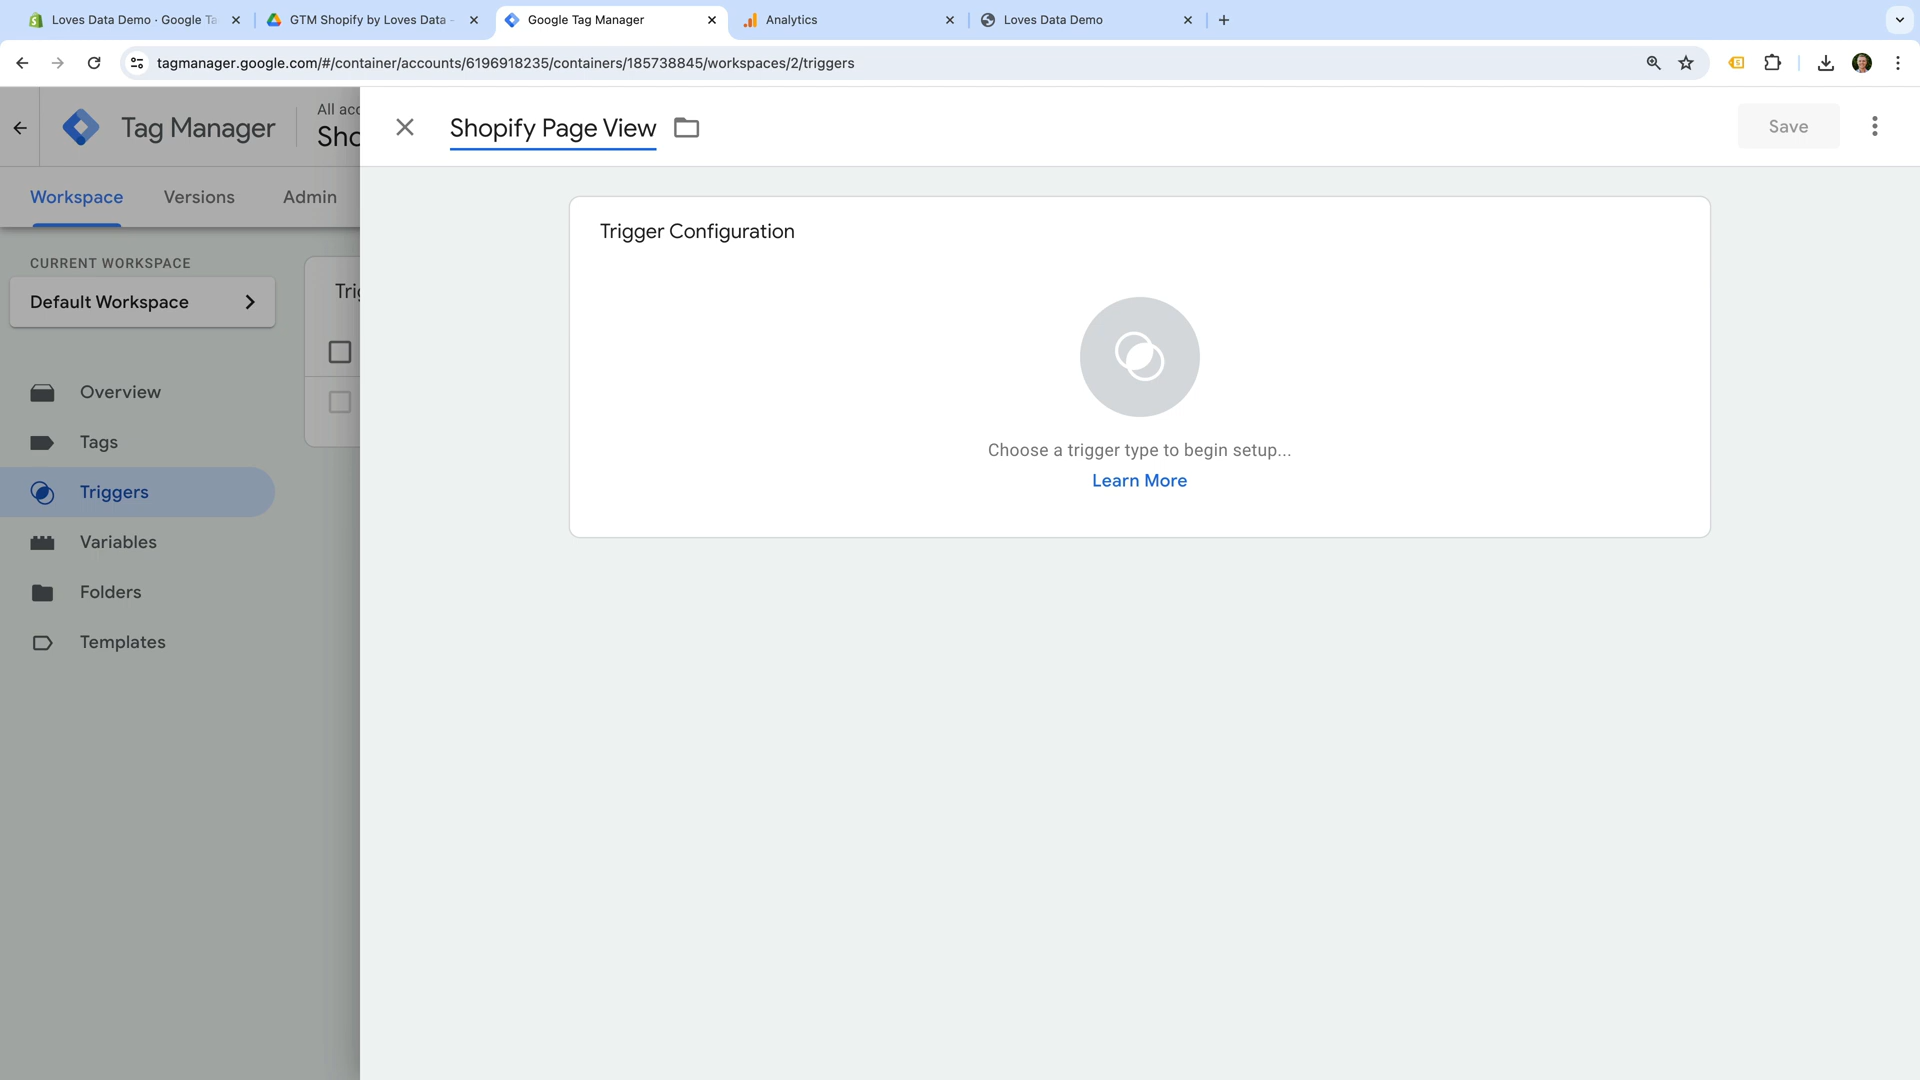 Loves Data Demo · Google Ta
GTM Shopify by Loves Data -
Google Tag Manager
Analytics
Loves Data Demo
tagmanager.google.com/#/container/accounts/6196918235/containers/185738845/workspaces/2/triggers
Tag Manager
All acc
Sho
Shopify Page View
Save
Workspace
Versions
Admin
CURRENT WORKSPACE
Default Workspace
Overview
Tags
Triggers
Variables
Folders
Templates
Trig
Trigger Configuration
Choose a trigger type to begin setup...
Learn More